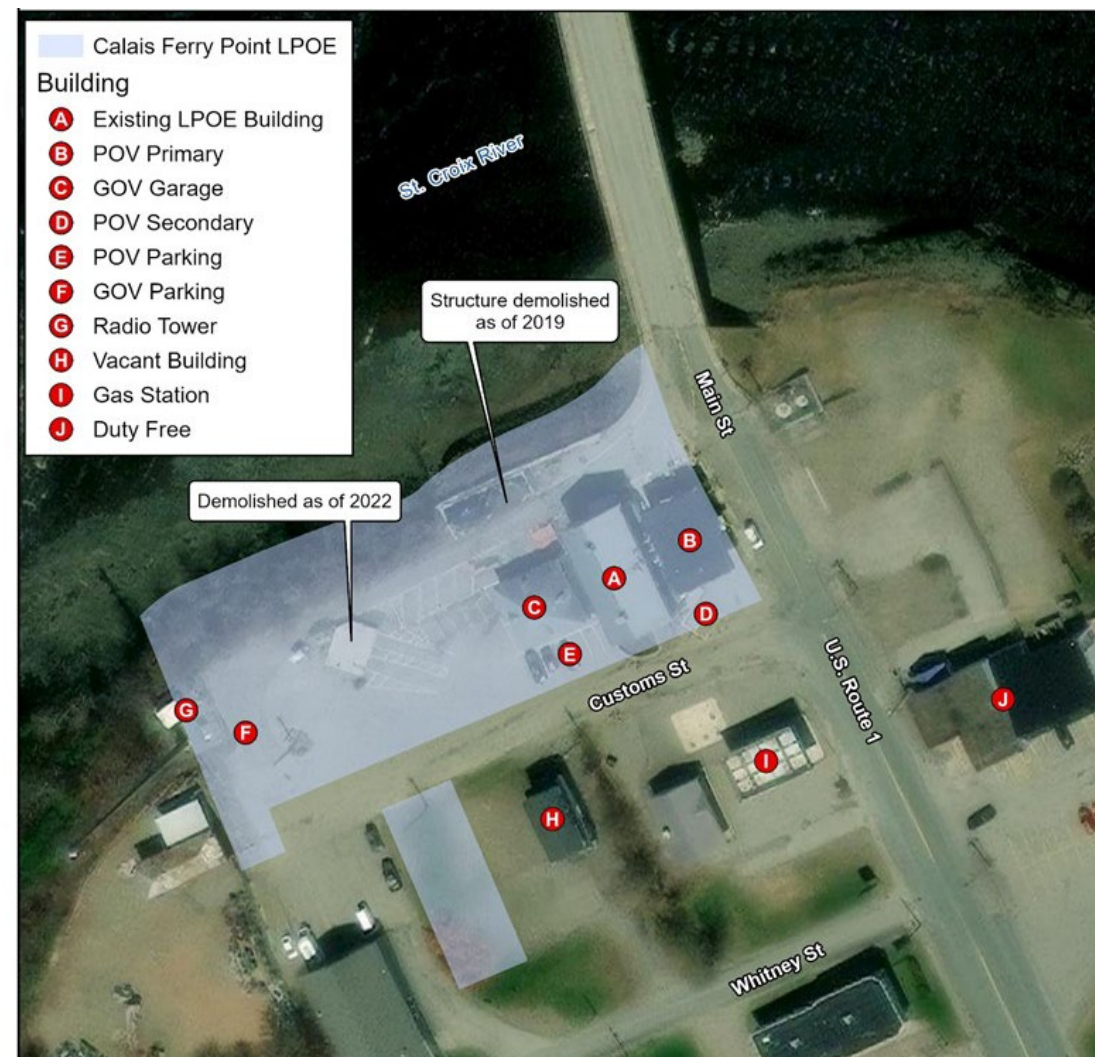 Calais Ferry Point LPOE
Building
A Existing LPOE Building
B POV Primary
C GOV Garage
D POV Secondary
E POV Parking
F GOV Parking
G Radio Tower
H Vacant Building
I Gas Station
J Duty Free
St. Croix River
Structure demolished
as of 2019
Main St
Demolished as of 2022
B
A
C
D
E
Customs St
U.S. Route 1
G
F
J
I
H
Whitney St